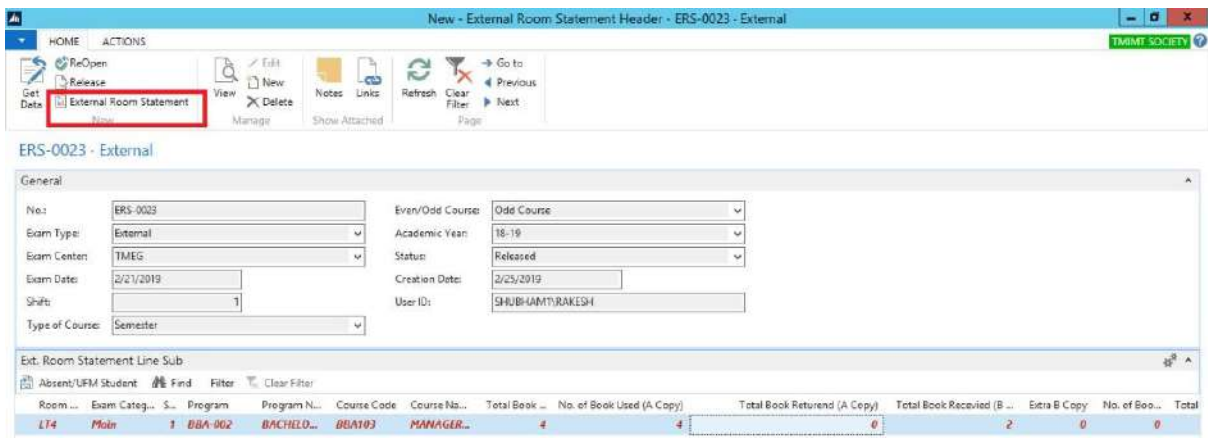 New - External Room Statement Header - ERS-0023 - External
HOME ACTIONS TMIMT SOCIETY
Get Data
ReOpen
Release
External Room Statement
New
View
Edit
New
Delete
Manage
Notes Links
Show Attached
Refresh Clear Filter
Go to
Previous
Next
Page
ERS-0023 - External
General
No.: ERS-0023 Even/Odd Course: Odd Course
Exam Type: External Academic Year: 18-19
Exam Center: TMEG Status: Released
Exam Date: 2/21/2019 Creation Date: 2/25/2019
Shift: 1 User ID: SHUBHAMT\RAKESH
Type of Course: Semester
Ext. Room Statement Line Sub
Absent/UFM Student Find Filter Clear Filter
Room ... Exam Categ... S... Program Program N... Course Code Course Na... Total Book ... No. of Book Used (A Copy) Total Book Returend (A Copy) Total Book Recevied (B ... Extra B Copy No. of Boo... Total
LT4 Main 1 BBA-002 BACHELO... BBA103 MANAGER... 4 4 0 2 0 0